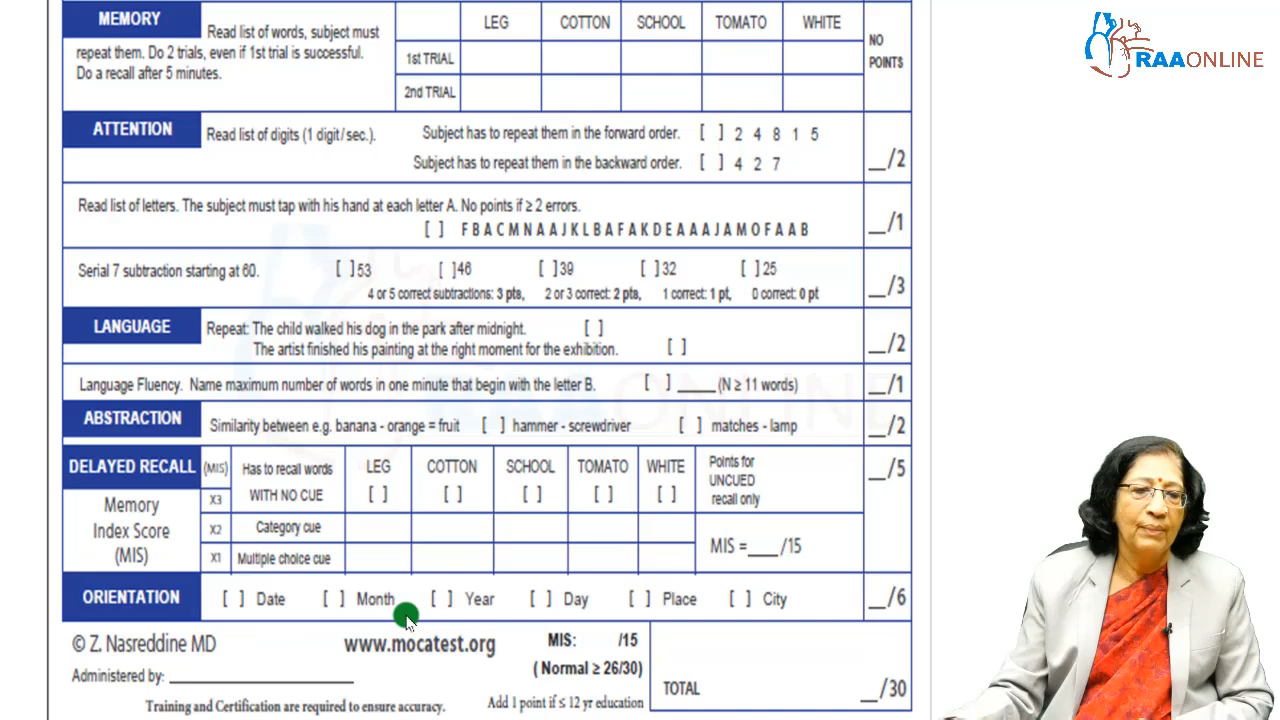 MEMORY
Read list of words, subject must
repeat them. Do 2 trials, even if 1st trial is successful.
Do a recall after 5 minutes.
LEG COTTON SCHOOL TOMATO WHITE
1st TRIAL
2nd TRIAL
NO
POINTS
RAAONLINE
ATTENTION
Read list of digits (1 digit/sec.).
Subject has to repeat them in the forward order. [ ] 2 4 8 1 5
Subject has to repeat them in the backward order. [ ] 4 2 7
__/2
Read list of letters. The subject must tap with his hand at each letter A. No points if ≥ 2 errors.
[ ] F B A C M N A A J K L B A F A K D E A A A J A M O F A A B
__/1
Serial 7 subtraction starting at 60. [ ] 53 [ ] 46 [ ] 39 [ ] 32 [ ] 25
4 or 5 correct subtractions: 3 pts, 2 or 3 correct: 2 pts, 1 correct: 1 pt, 0 correct: 0 pt
__/3
LANGUAGE
Repeat: The child walked his dog in the park after midnight. [ ]
The artist finished his painting at the right moment for the exhibition. [ ]
__/2
Language Fluency. Name maximum number of words in one minute that begin with the letter B. [ ] _____ (N ≥ 11 words)
__/1
ABSTRACTION
Similarity between e.g. banana - orange = fruit [ ] hammer - screwdriver [ ] matches - lamp
__/2
DELAYED RECALL
(MIS)
Has to recall words
WITH NO CUE
LEG COTTON SCHOOL TOMATO WHITE
[ ] [ ] [ ] [ ] [ ]
Points for
UNCUED
recall only
__/5
Memory
Index Score
(MIS)
X3
X2 Category cue
X1 Multiple choice cue
MIS = ____ /15
ORIENTATION
[ ] Date [ ] Month [ ] Year [ ] Day [ ] Place [ ] City
__/6
© Z. Nasreddine MD
www.mocatest.org
MIS: /15
(Normal ≥ 26/30)
Administered by: ____________________
Training and Certification are required to ensure accuracy.
Add 1 point if ≤ 12 yr education
TOTAL
__/30
RAAONLINE